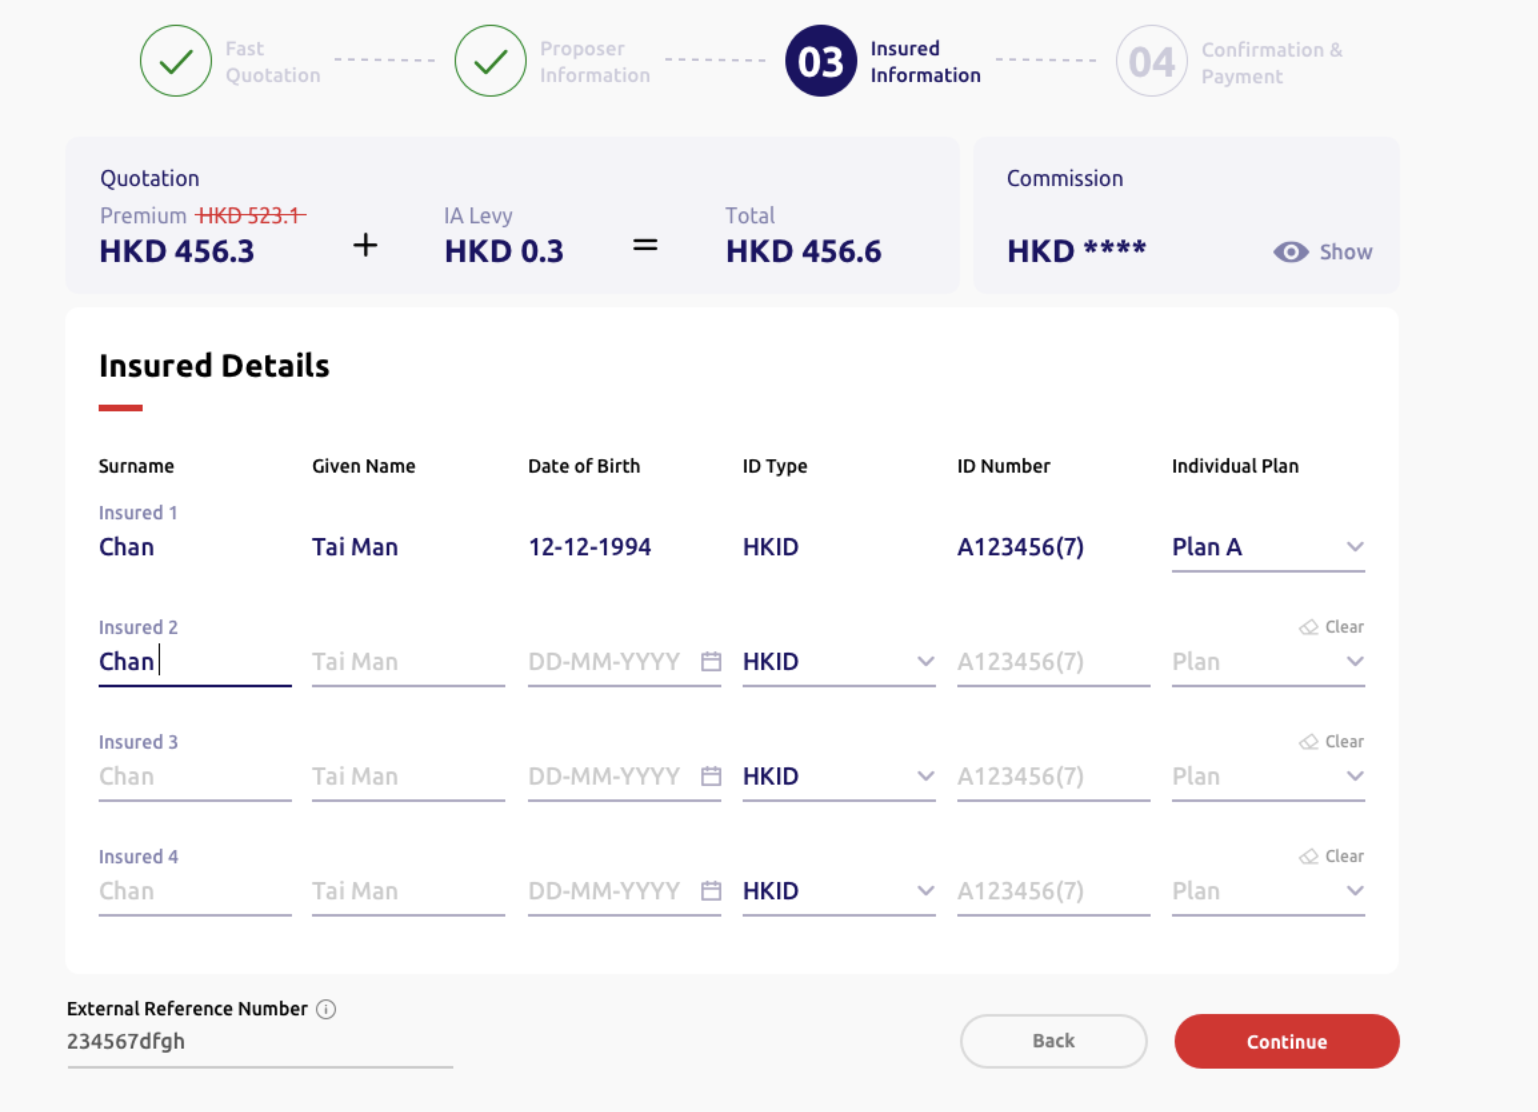 Fast
Quotation
Proposer
Information
03
Insured
Information
04
Confirmation &
Payment
Quotation
Premium HKD 523.1
HKD 456.3
+
IA Levy
HKD 0.3
=
Total
HKD 456.6
Commission
HKD ****
Show
Insured Details
Surname Given Name Date of Birth ID Type ID Number Individual Plan
Insured 1
Chan Tai Man 12-12-1994 HKID A123456(7) Plan A
Insured 2 Clear
Chan Tai Man DD-MM-YYYY HKID A123456(7) Plan
Insured 3 Clear
Chan Tai Man DD-MM-YYYY HKID A123456(7) Plan
Insured 4 Clear
Chan Tai Man DD-MM-YYYY HKID A123456(7) Plan
External Reference Number
234567dfgh
Back
Continue